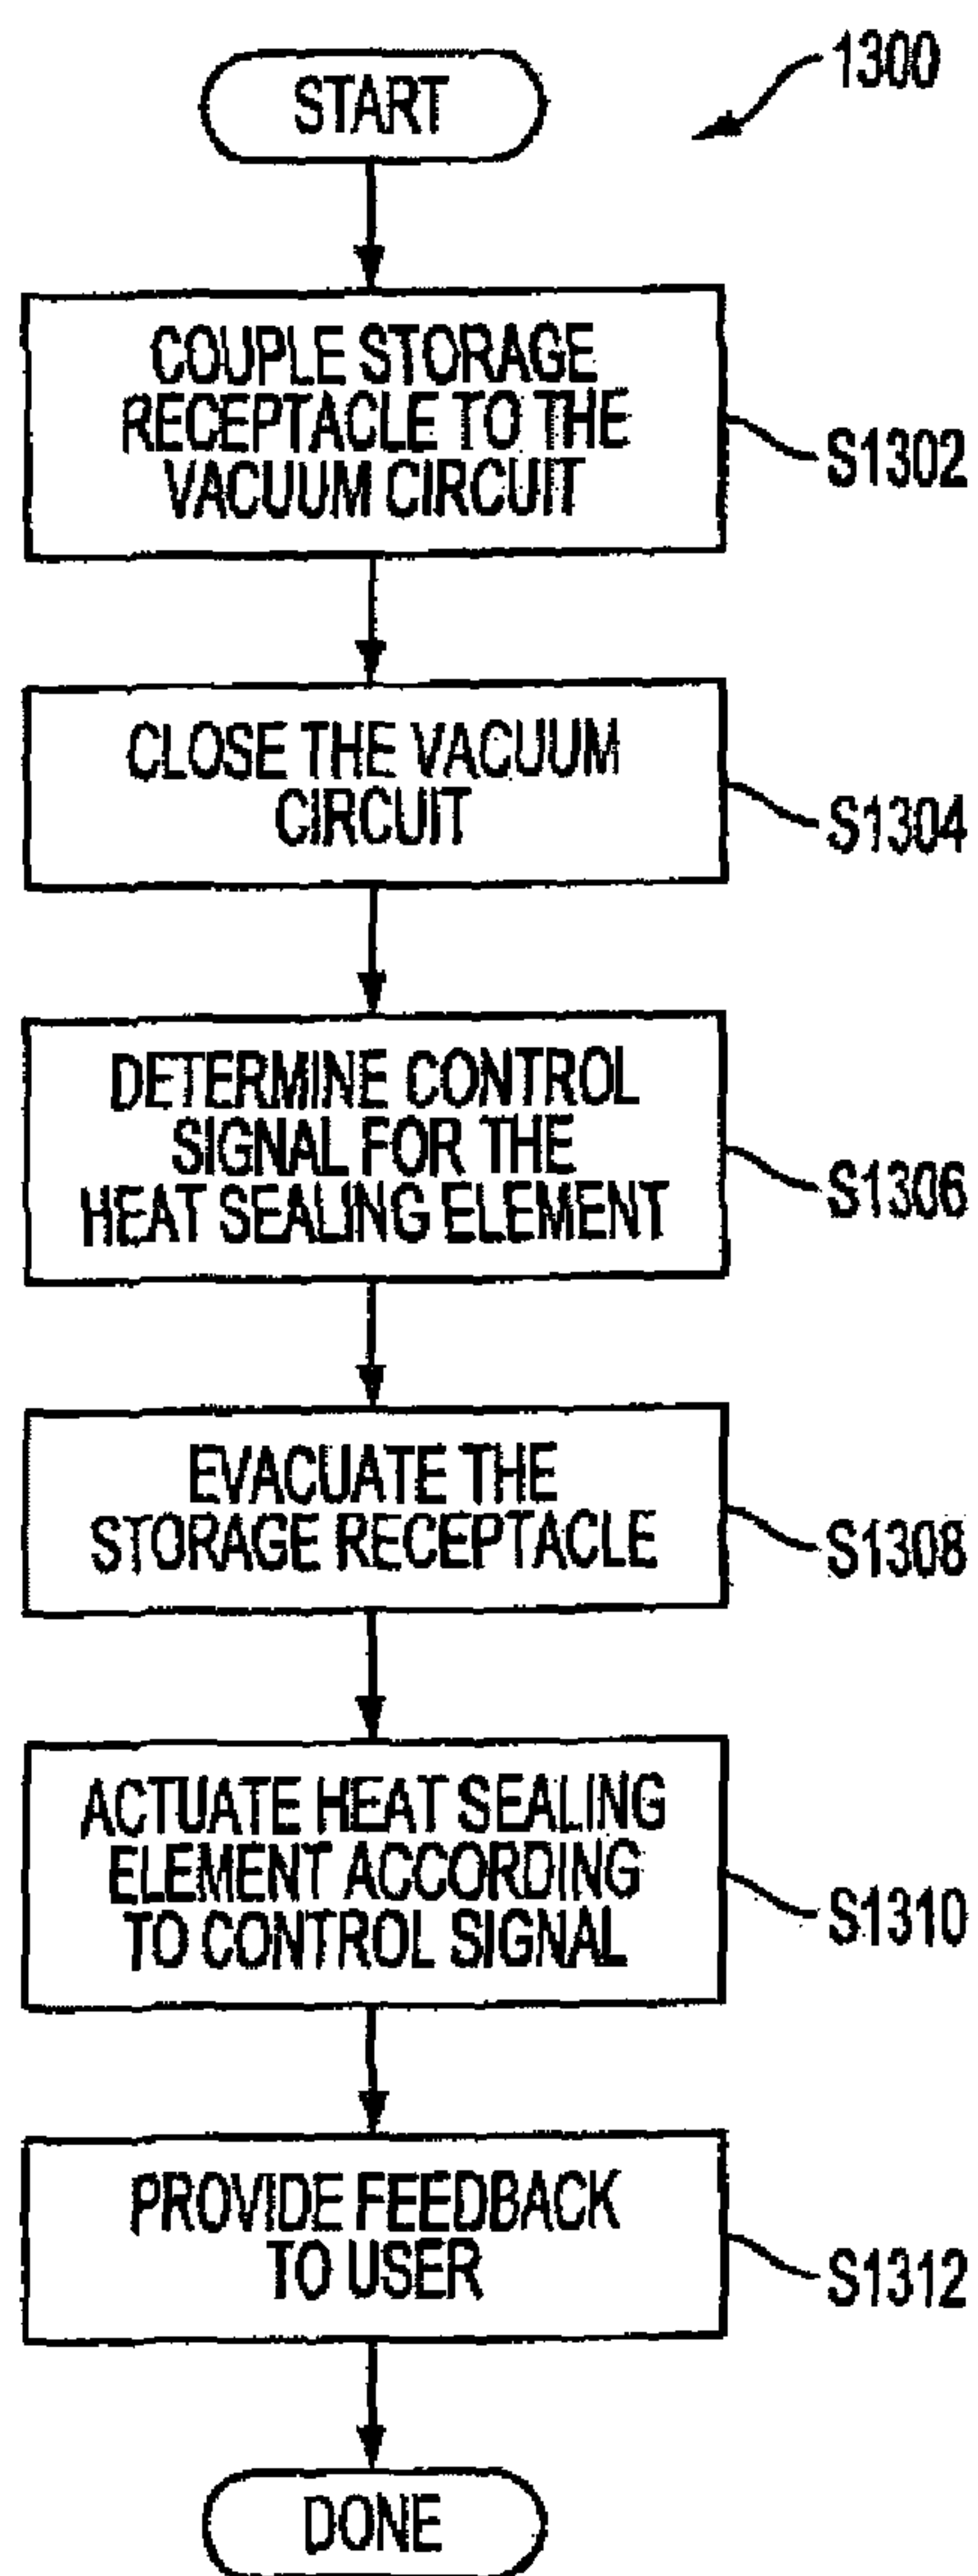 START
1300
COUPLE STORAGE
RECEPTACLE TO THE
VACUUM CIRCUIT
S1302
CLOSE THE VACUUM
CIRCUIT
S1304
DETERMINE CONTROL
SIGNAL FOR THE
HEAT SEALING ELEMENT
S1306
EVACUATE THE
STORAGE RECEPTACLE
S1308
ACTUATE HEAT SEALING
ELEMENT ACCORDING
TO CONTROL SIGNAL
S1310
PROVIDE FEEDBACK
TO USER
S1312
DONE